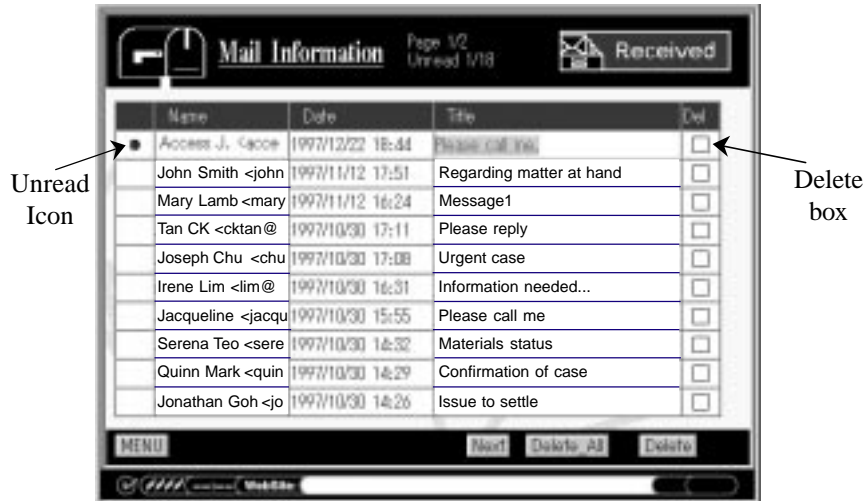 Mail Information
Page 1/2
Unread 1/18
Received
Name Date Title Del
Access J. <acce 1997/12/22 18:44 Please call me.
John Smith <john 1997/11/12 17:51 Regarding matter at hand
Mary Lamb <mary 1997/11/12 16:24 Message1
Tan CK <cktan@ 1997/10/30 17:11 Please reply
Joseph Chu <chu 1997/10/30 17:08 Urgent case
Irene Lim <lim@ 1997/10/30 16:31 Information needed...
Jacqueline <jacqu 1997/10/30 15:55 Please call me
Serena Teo <sere 1997/10/30 14:32 Materials status
Quinn Mark <quin 1997/10/30 14:29 Confirmation of case
Jonathan Goh <jo 1997/10/30 14:26 Issue to settle
Unread
Icon
Delete
box
MENU Next Delete_All Delete
WebSite